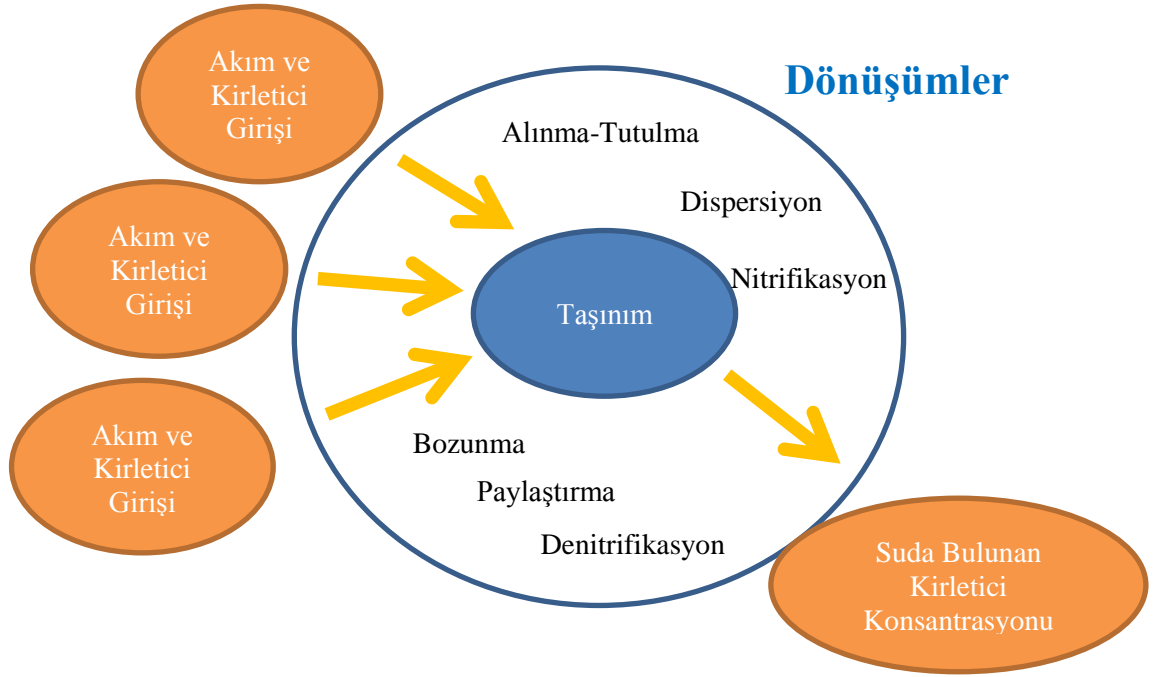 Akım ve
Kirletici
Girişi
Dönüşümler
Alınma-Tutulma
Dispersiyon
Akım ve
Kirletici
Girişi
Nitrifikasyon
Taşınım
Akım ve
Kirletici
Girişi
Bozunma
Paylaştırma
Denitrifikasyon
Suda Bulunan
Kirletici
Konsantrasyonu